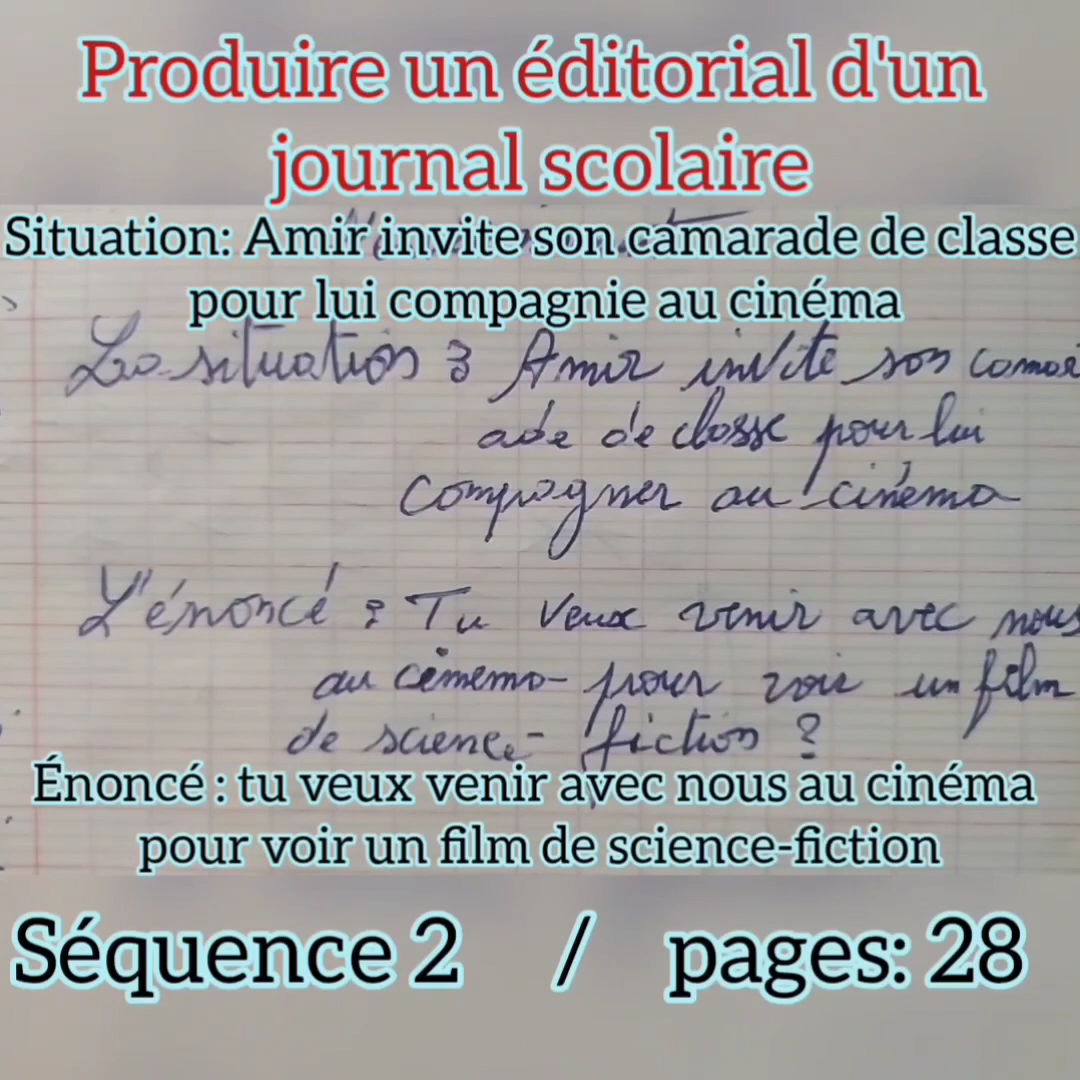 Produire un éditorial d'un
journal scolaire
Situation: Amir invite son camarade de classe
pour lui compagnie au cinéma
La situation : Amir invite son camar
ade de classe pour lui
compagner au cinéma
L'énoncé : Tu veux venir avec nous
au cinema pour voir un film
de science-fiction ?
Énoncé : tu veux venir avec nous au cinéma
pour voir un film de science-fiction
Séquence 2 / pages: 28